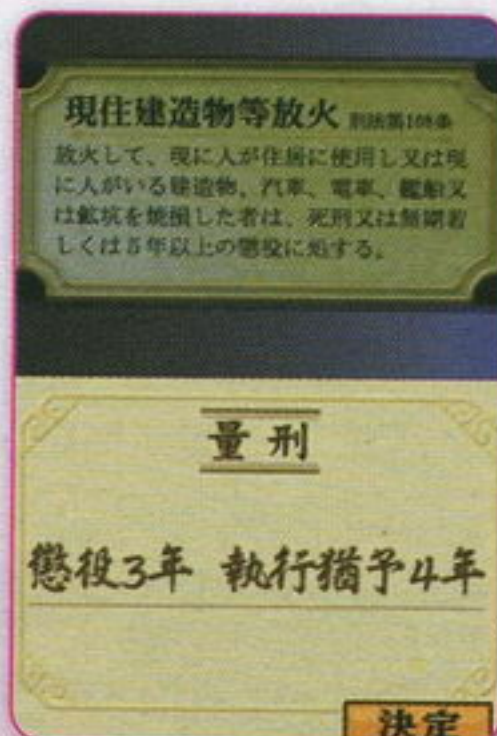 現住建造物等放火 刑法第108条
放火して、現に人が住居に使用し又は現
に人がいる建造物、汽車、電車、艦船又
は鉱坑を焼損した者は、死刑又は無期若
しくは5年以上の懲役に処する。
量刑
懲役3年 執行猶予4年
決定